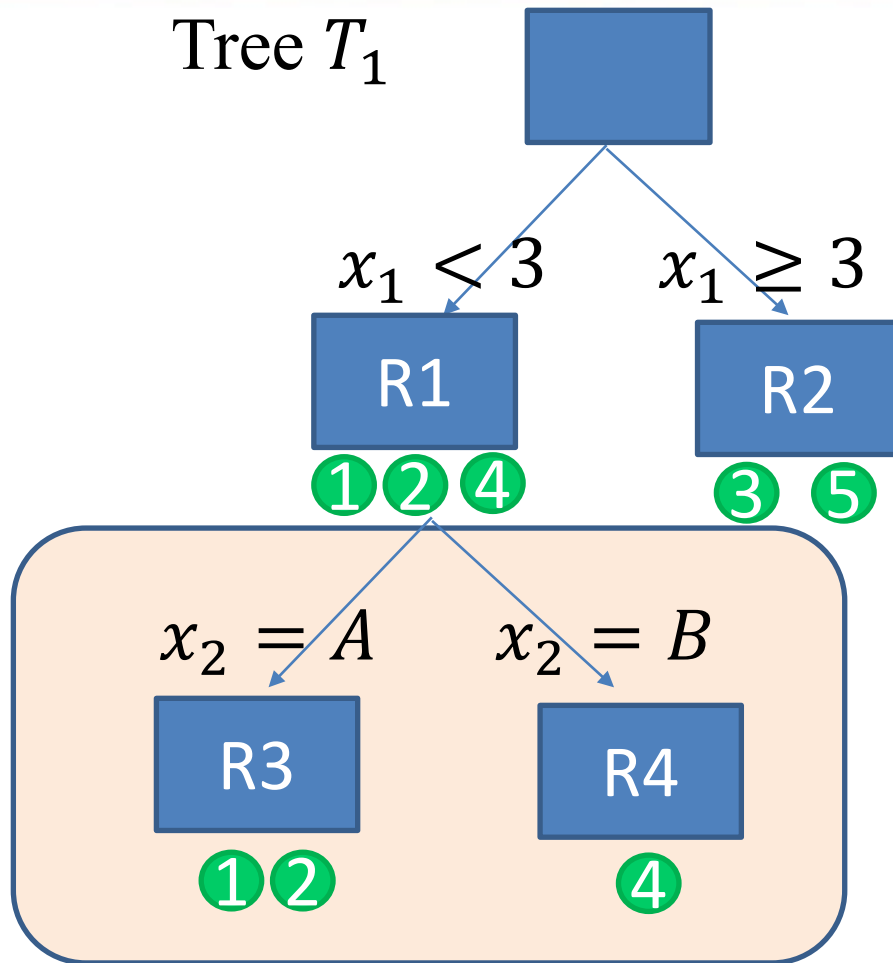 Tree T₁
x₁ < 3 x₁ ≥ 3
R1 R2
1 2 4 3 5
x₂ = A x₂ = B
R3 R4
1 2 4